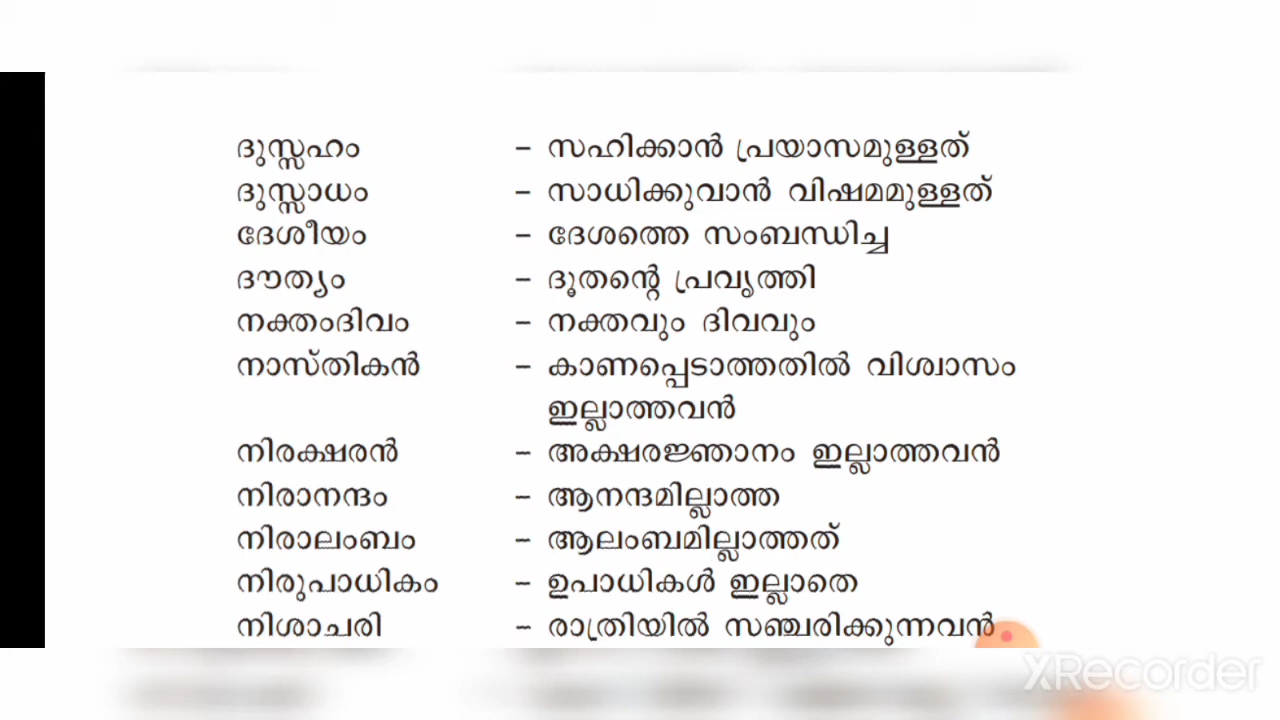 ദുസ്സഹം – സഹിക്കാൻ പ്രയാസമുള്ളത്
ദുസ്സാധം – സാധിക്കുവാൻ വിഷമമുള്ളത്
ദേശീയം – ദേശത്തെ സംബന്ധിച്ച
ദൗത്യം – ദൂതന്റെ പ്രവൃത്തി
നക്തംദിവം – നക്തവും ദിവവും
നാസ്തികൻ – കാണപ്പെടാത്തതിൽ വിശ്വാസം
ഇല്ലാത്തവൻ
നിരക്ഷരൻ – അക്ഷരജ്ഞാനം ഇല്ലാത്തവൻ
നിരാനന്ദം – ആനന്ദമില്ലാത്ത
നിരാലംബം – ആലംബമില്ലാത്തത്
നിരുപാധികം – ഉപാധികൾ ഇല്ലാതെ
നിശാചരി – രാത്രിയിൽ സഞ്ചരിക്കുന്നവൻ
XRecorder